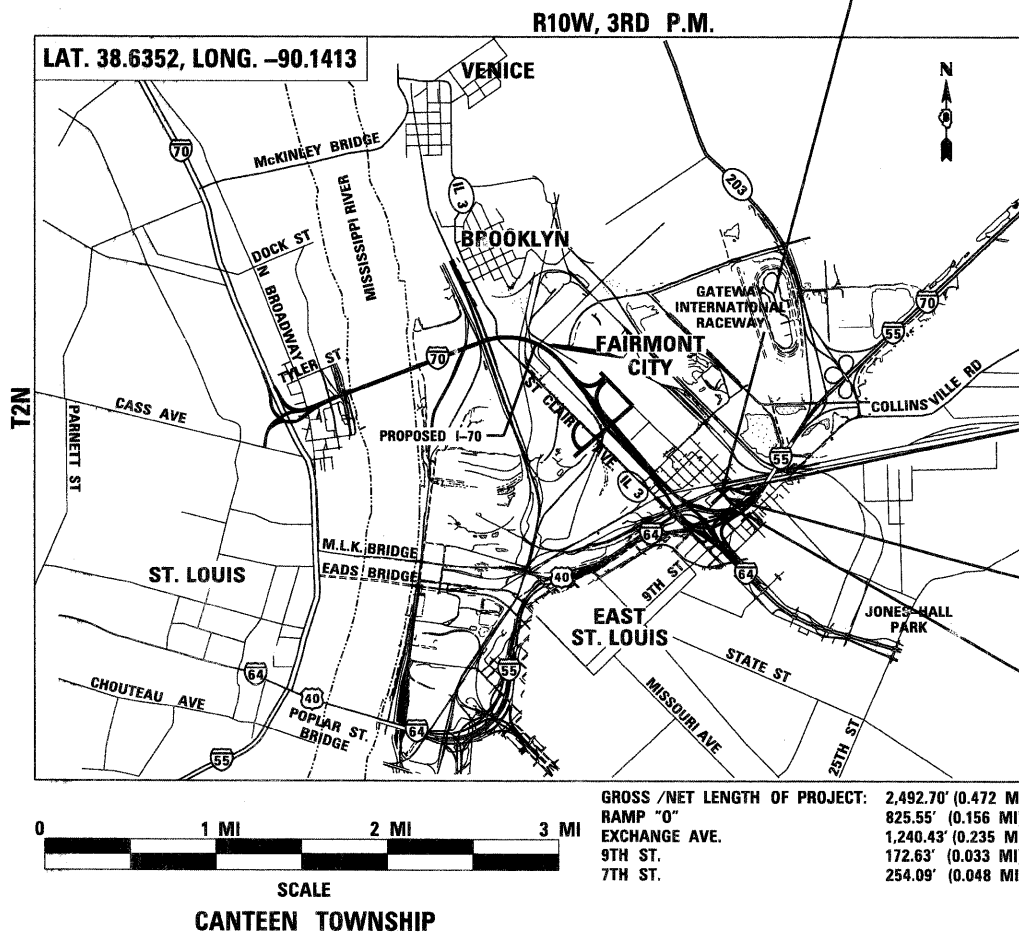 R10W, 3RD P.M.
LAT. 38.6352, LONG. –90.1413
VENICE
N
70
McKINLEY BRIDGE
203
IL 3
MISSISSIPPI RIVER
BROOKLYN
DOCK ST
N BROADWAY
GATEWAY
INTERNATIONAL
RACEWAY
70
55
FAIRMONT
CITY
TYLER ST
70
T2N
CASS AVE
PARNETT ST
ST CLAIR AVE.
COLLINSVILLE RD
PROPOSED I–70
55
IL 3
64
M.L.K. BRIDGE
EADS BRIDGE
ST. LOUIS
40
9TH ST.
64
EAST
ST. LOUIS
JONES-HALL
PARK
STATE ST
MISSOURI AVE
25TH ST
64
40
55
CHOUTEAU AVE
POPLAR ST.
BRIDGE
64
55
GROSS /NET LENGTH OF PROJECT: 2,492.70' (0.472 M
RAMP "O" 825.55' (0.156 MI
EXCHANGE AVE. 1,240.43' (0.235 M
9TH ST. 172.63' (0.033 MI
7TH ST. 254.09' (0.048 MI
0 1 MI 2 MI 3 MI
SCALE
CANTEEN TOWNSHIP